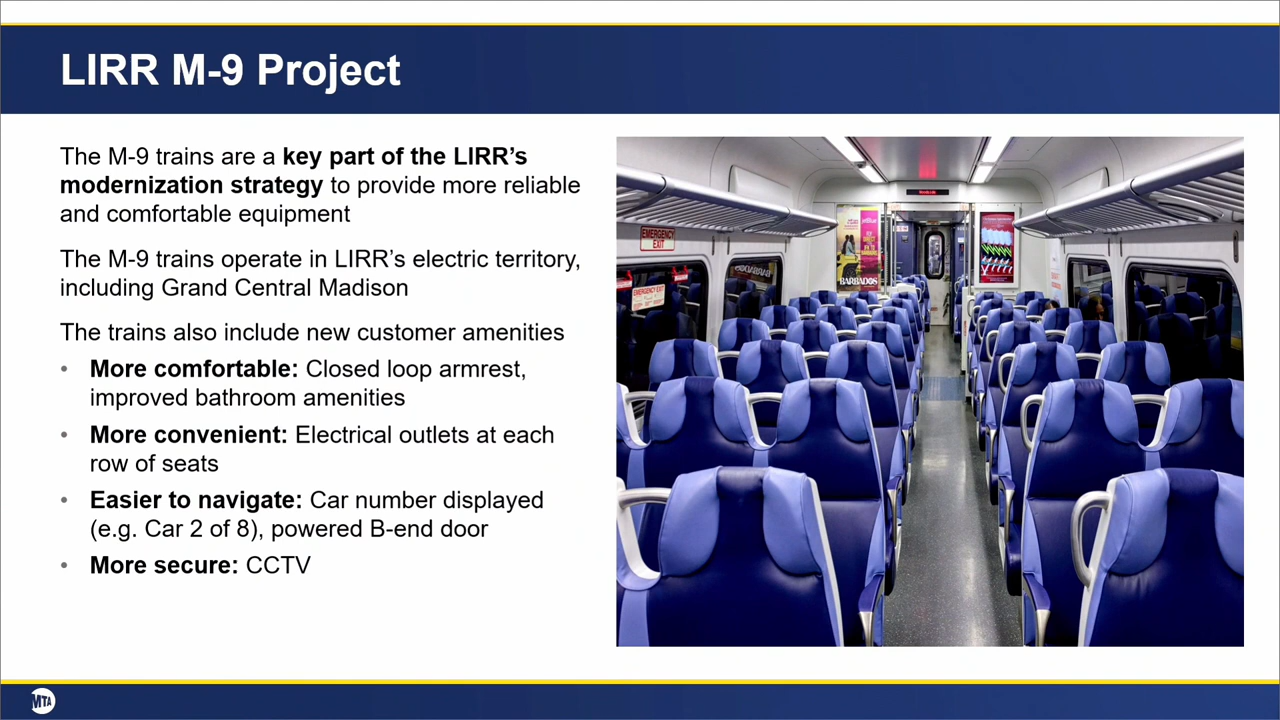 LIRR M-9 Project
The M-9 trains are a key part of the LIRR’s
modernization strategy to provide more reliable
and comfortable equipment
The M-9 trains operate in LIRR’s electric territory,
including Grand Central Madison
The trains also include new customer amenities
• More comfortable: Closed loop armrest,
improved bathroom amenities
• More convenient: Electrical outlets at each
row of seats
• Easier to navigate: Car number displayed
(e.g. Car 2 of 8), powered B-end door
• More secure: CCTV
EMERGENCY
EXIT
EMERGENCY EXIT
jetBlue
BARBADOS
MTA